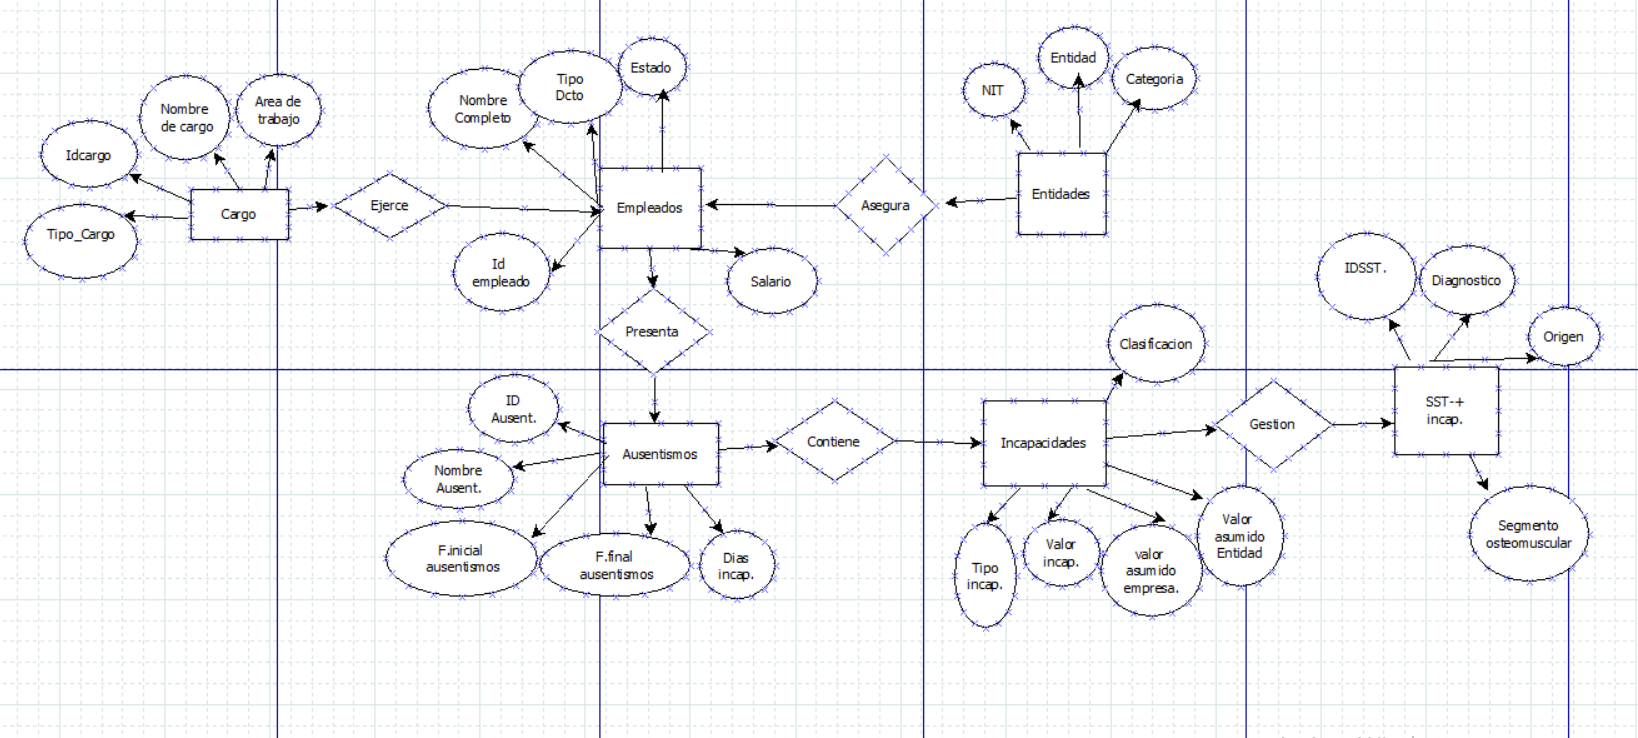 Idcargo
Nombre
de cargo
Area de
trabajo
Tipo_Cargo
Cargo
Ejerce
Nombre
Completo
Tipo
Dcto
Estado
Empleados
Id
empleado
Salario
Asegura
NIT
Entidad
Categoria
Entidades
Presenta
ID
Ausent.
Nombre
Ausent.
Ausentismos
F.inicial
ausentismos
F.fInal
ausentismos
Dias
incap.
Contiene
Clasificacion
Incapacidades
Tipo
incap.
Valor
incap.
valor
asumido
empresa.
Valor
asumido
Entidad
Gestion
IDSST.
Diagnostico
Origen
SST-+
incap.
Segmento
osteomuscular